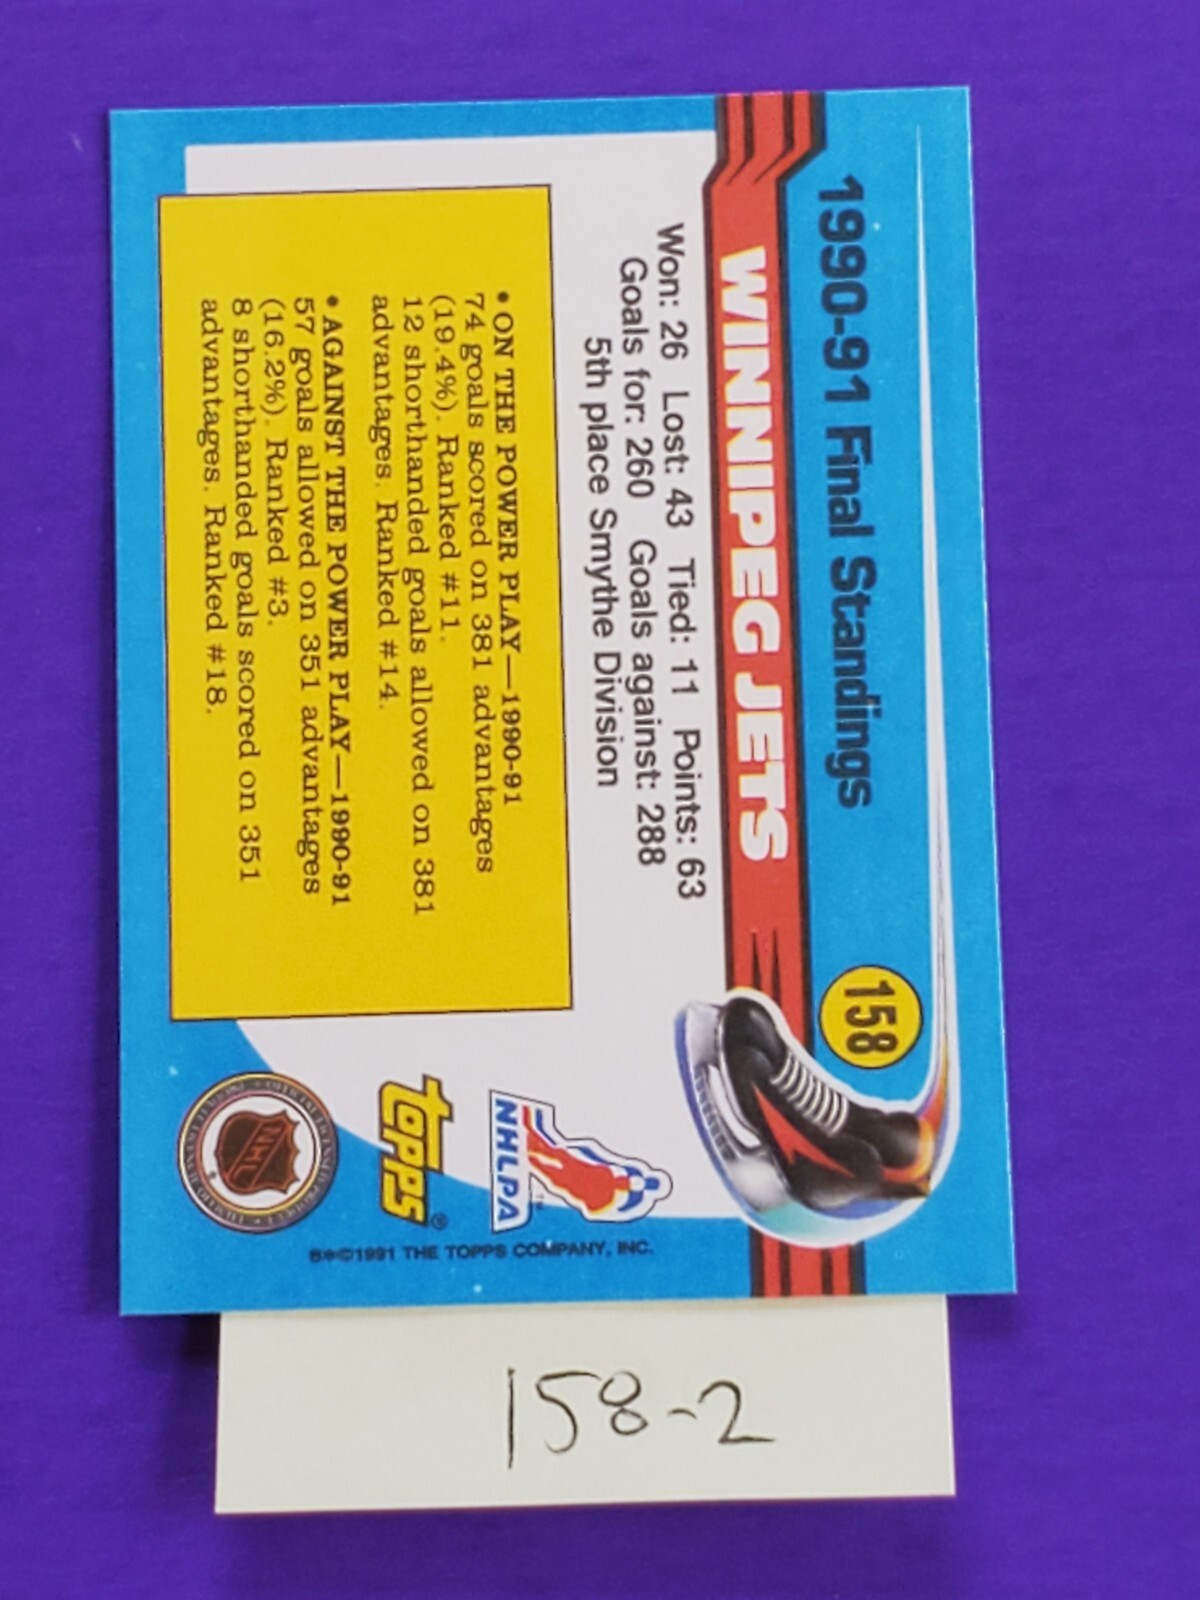 1990-91 Final Standings
158
WINNIPEG JETS
Won: 26 Lost: 43 Tied: 11 Points: 63
Goals for: 260 Goals against: 288
5th place Smythe Division
• ON THE POWER PLAY—1990-91
74 goals scored on 381 advantages
(19.4%). Ranked #11.
12 shorthanded goals allowed on 381
advantages. Ranked #14.
• AGAINST THE POWER PLAY—1990-91
57 goals allowed on 351 advantages
(16.2%). Ranked #3.
8 shorthanded goals scored on 351
advantages. Ranked #18.
NHLPA
TM
topps®
NHL
®
©1991 THE TOPPS COMPANY, INC.
158-2